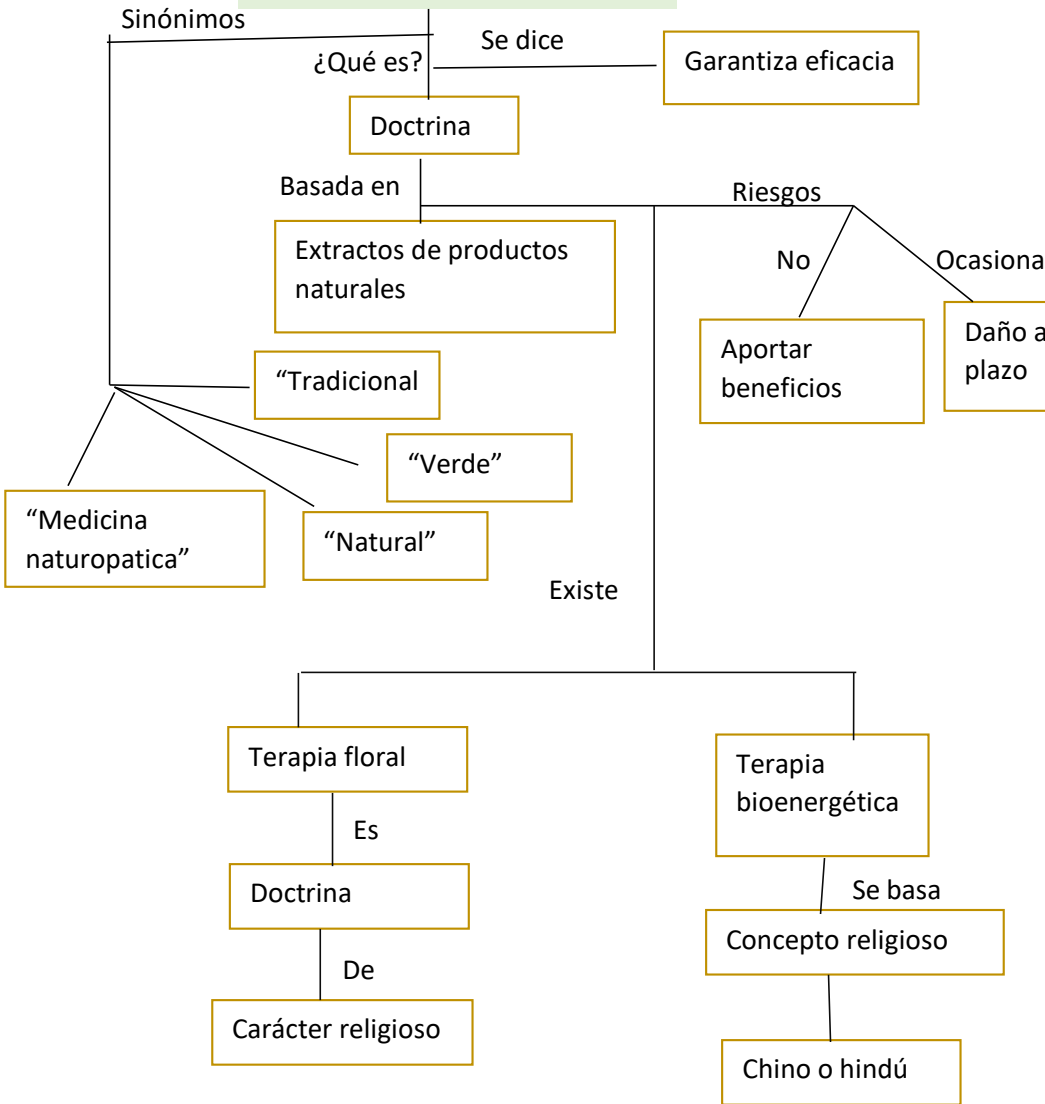 Sinónimos
Se dice
¿Qué es?
Garantiza eficacia
Doctrina
Basada en
Riesgos
Extractos de productos
naturales
No
Ocasiona
Aportar
beneficios
Daño a
plazo
“Tradicional
“Verde”
“Medicina
naturopatica”
“Natural”
Existe
Terapia floral
Terapia
bioenergética
Es
Se basa
Doctrina
Concepto religioso
De
Carácter religioso
Chino o hindú